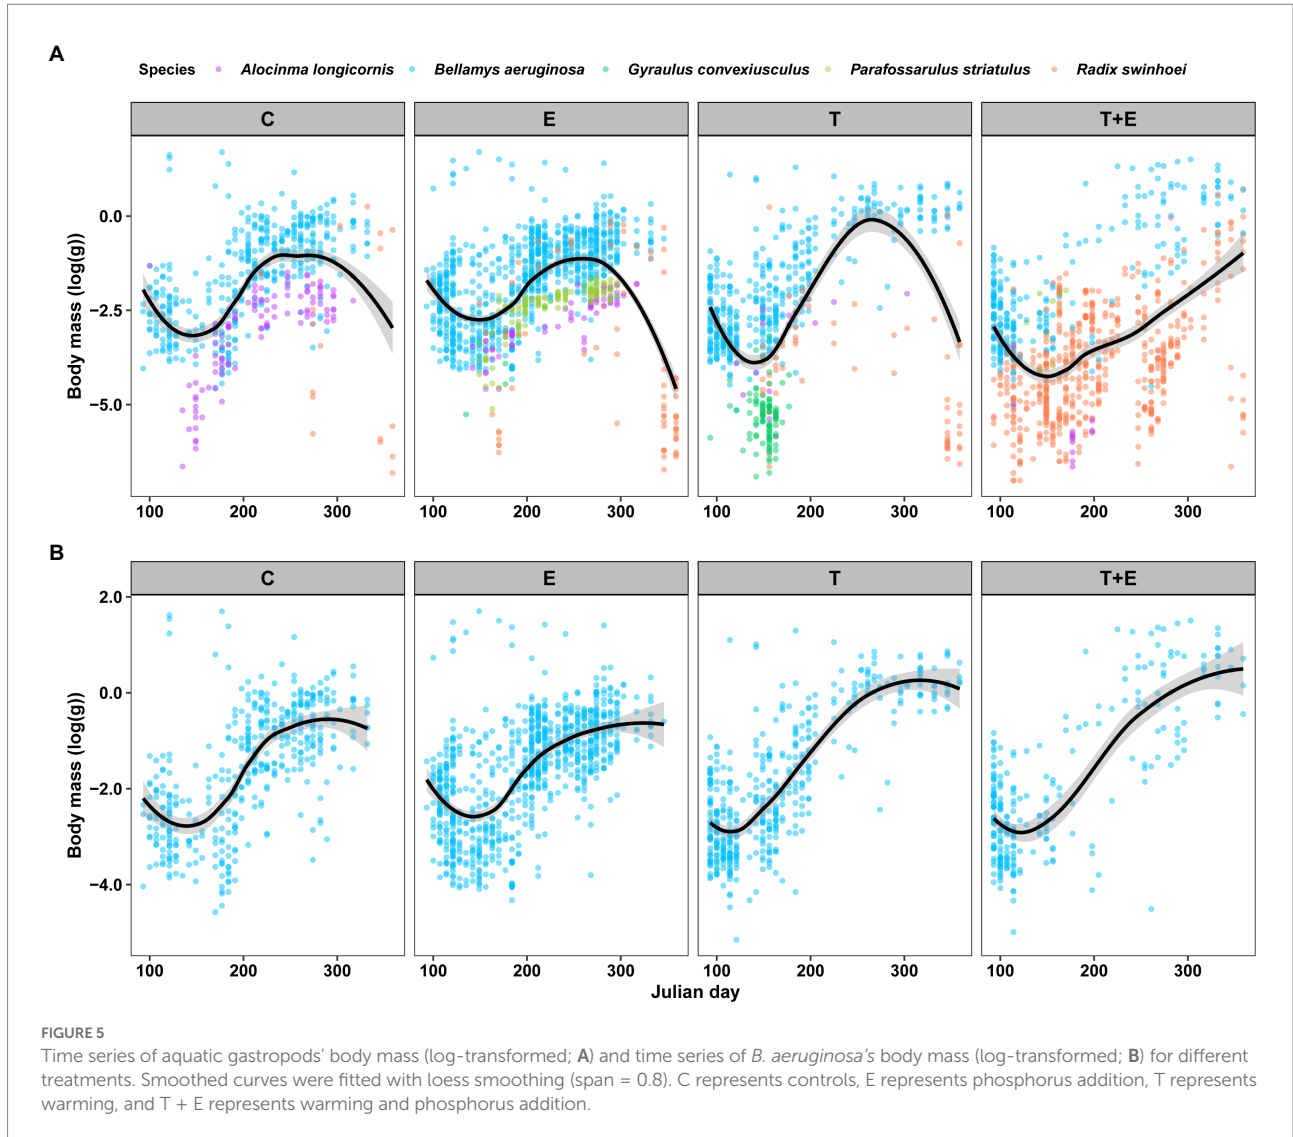 A
Species Alocinma longicornis Bellamys aeruginosa Gyraulus convexiusculus Parafossarulus striatulus Radix swinhoei
C E T T+E
Body mass (log(g))
0.0
−2.5
−5.0
100 200 300 100 200 300 100 200 300 100 200 300
B
C E T T+E
Body mass (log(g))
2.0
0.0
−2.0
−4.0
100 200 300 100 200 300 100 200 300 100 200 300
Julian day
FIGURE 5
Time series of aquatic gastropods’ body mass (log-transformed; A) and time series of B. aeruginosa’s body mass (log-transformed; B) for different
treatments. Smoothed curves were fitted with loess smoothing (span = 0.8). C represents controls, E represents phosphorus addition, T represents
warming, and T + E represents warming and phosphorus addition.